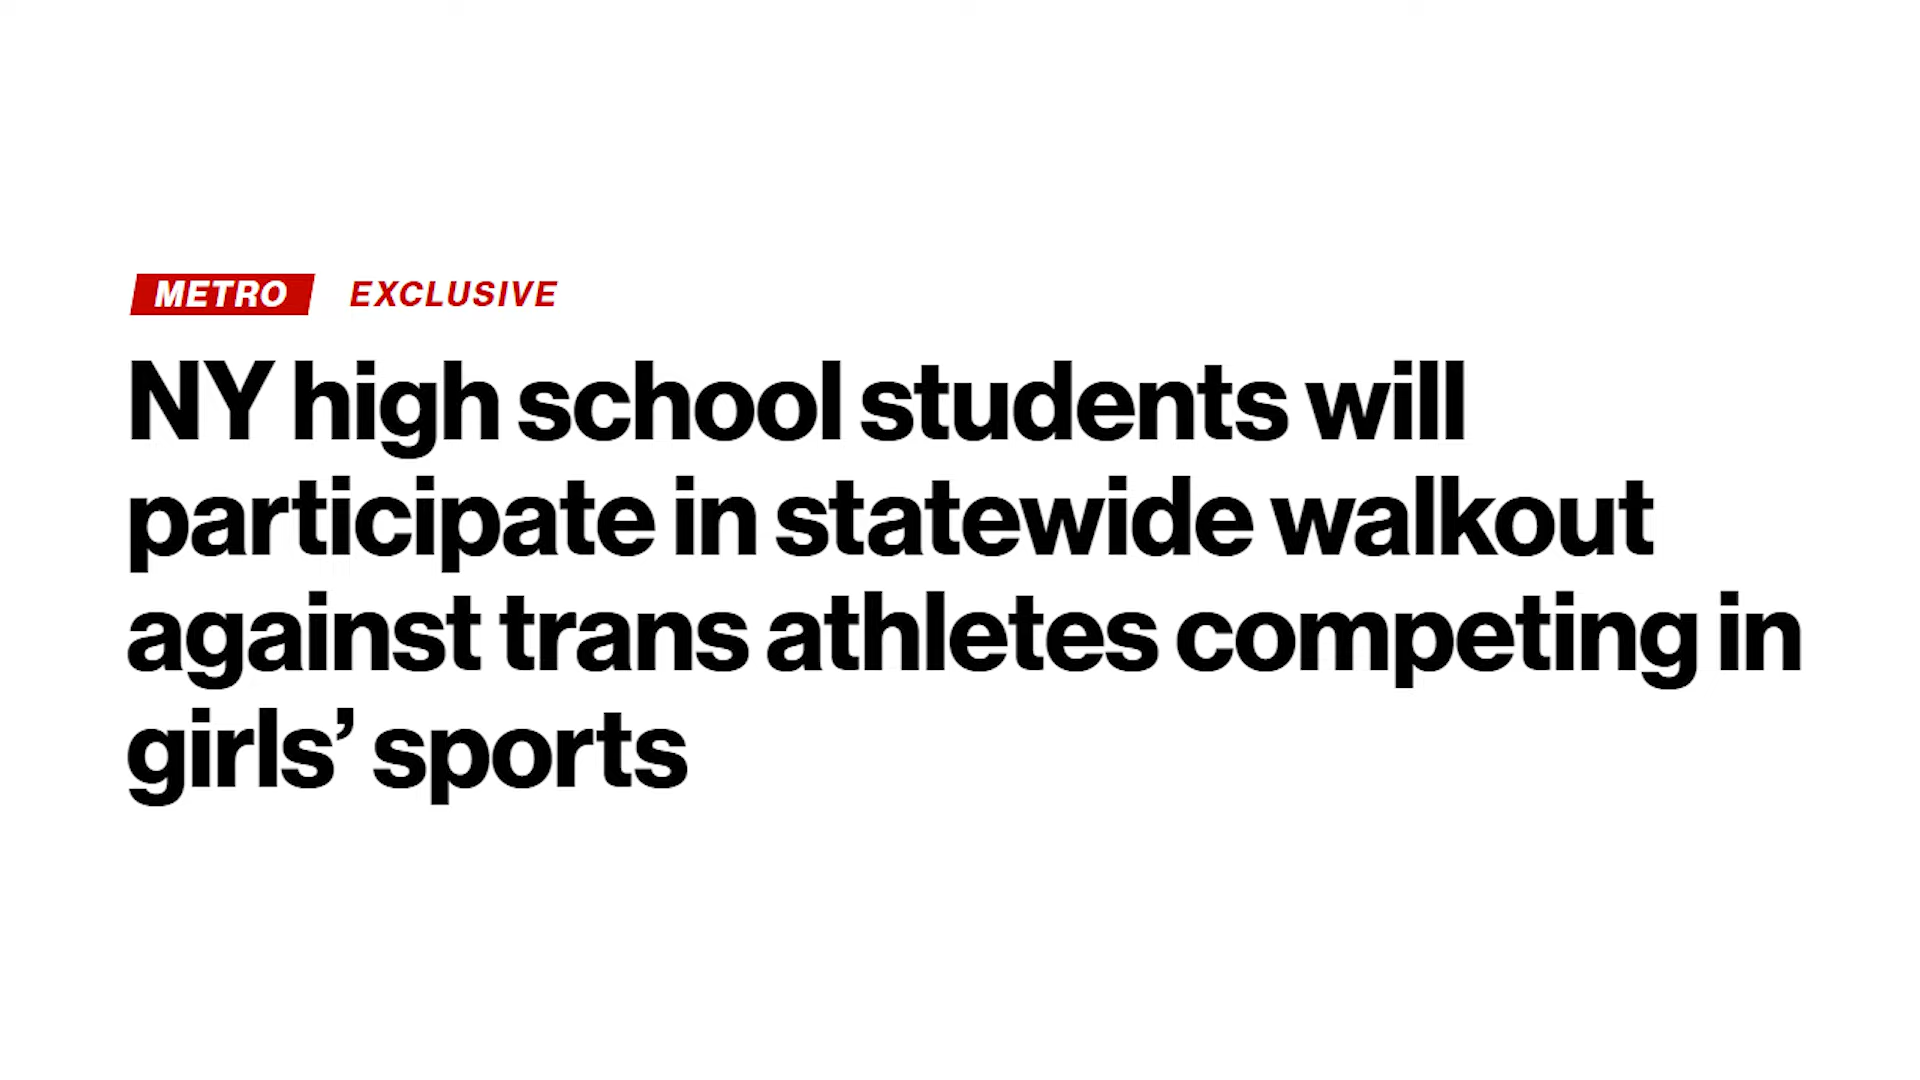 METRO EXCLUSIVE
NY high school students will
participate in statewide walkout
against trans athletes competing in
girls’ sports